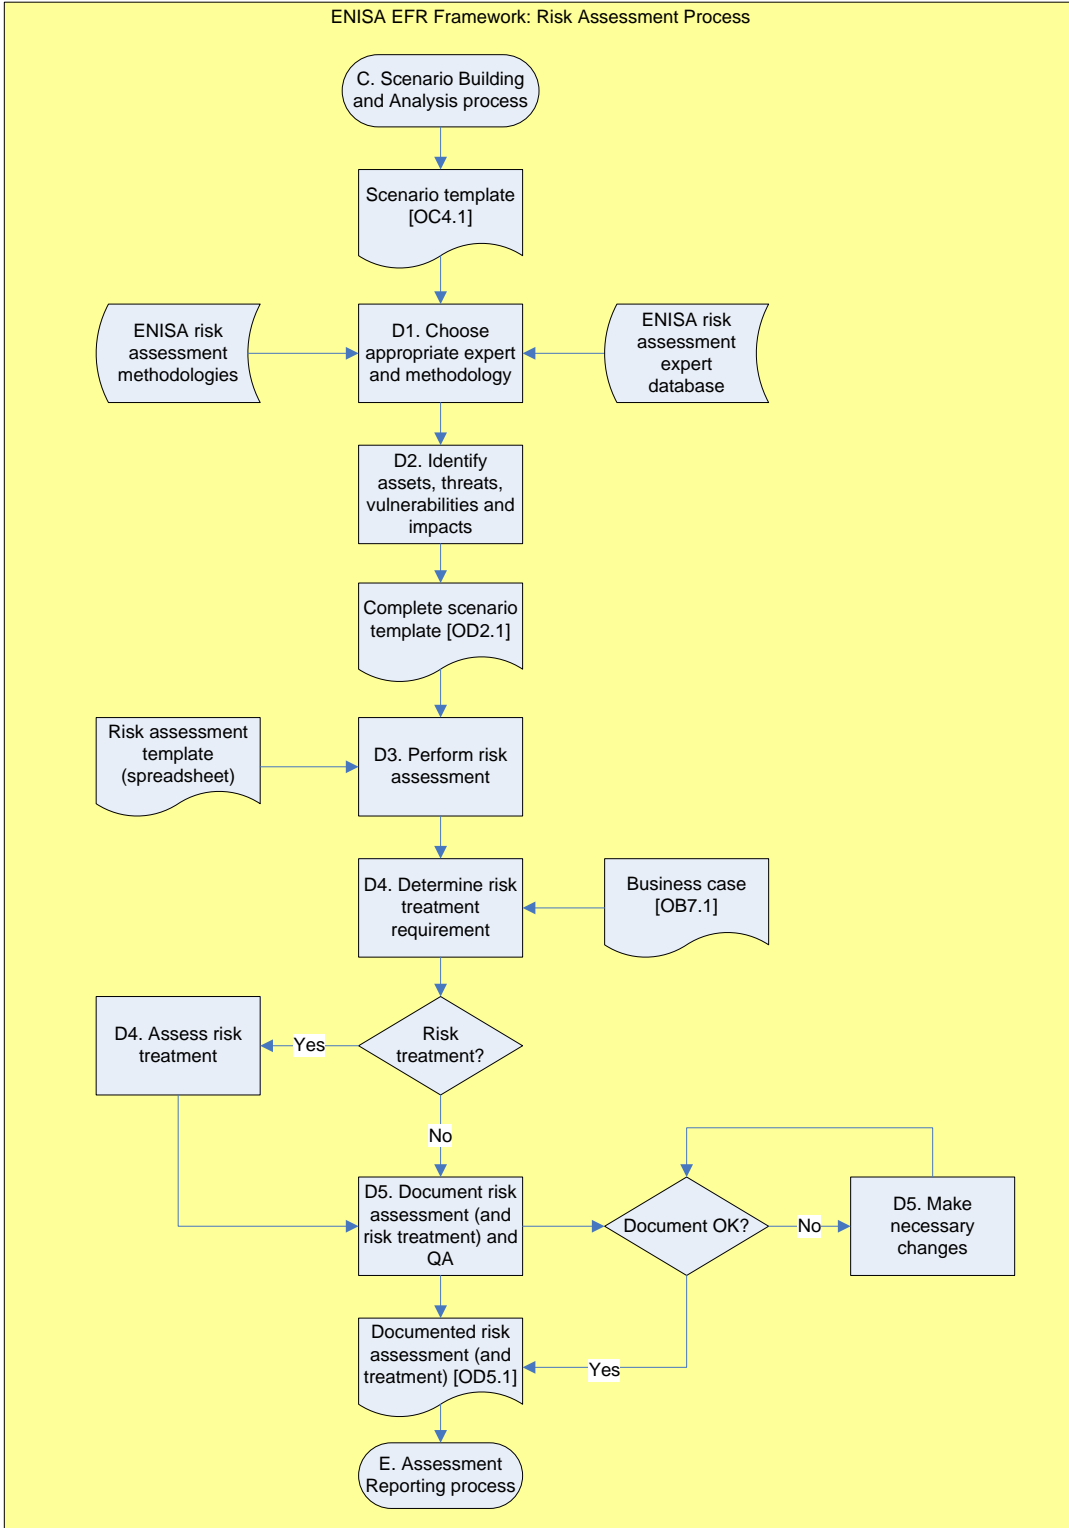 ENISA EFR Framework: Risk Assessment Process
C. Scenario Building
and Analysis process
Scenario template
[OC4.1]
ENISA risk
assessment
methodologies
D1. Choose
appropriate expert
and methodology
ENISA risk
assessment
expert
database
D2. Identify
assets, threats,
vulnerabilities and
impacts
Complete scenario
template [OD2.1]
Risk assessment
template
(spreadsheet)
D3. Perform risk
assessment
D4. Determine risk
treatment
requirement
Business case
[OB7.1]
D4. Assess risk
treatment
Yes
Risk
treatment?
No
D5. Document risk
assessment (and
risk treatment) and
QA
Document OK?
No
D5. Make
necessary
changes
Documented risk
assessment (and
treatment) [OD5.1]
Yes
E. Assessment
Reporting process